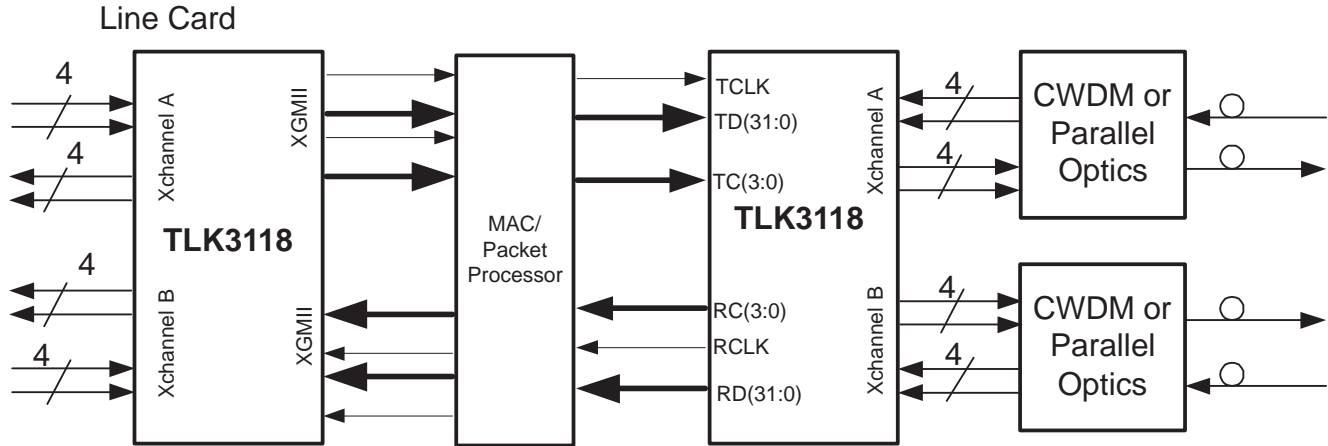 Line Card
4
4
4
4
Xchannel A
Xchannel B
TLK3118
XGMII
XGMII
MAC/
Packet
Processor
TCLK
TD(31:0)
TC(3:0)
TLK3118
RC(3:0)
RCLK
RD(31:0)
Xchannel A
Xchannel B
4
4
4
4
CWDM or
Parallel
Optics
CWDM or
Parallel
Optics